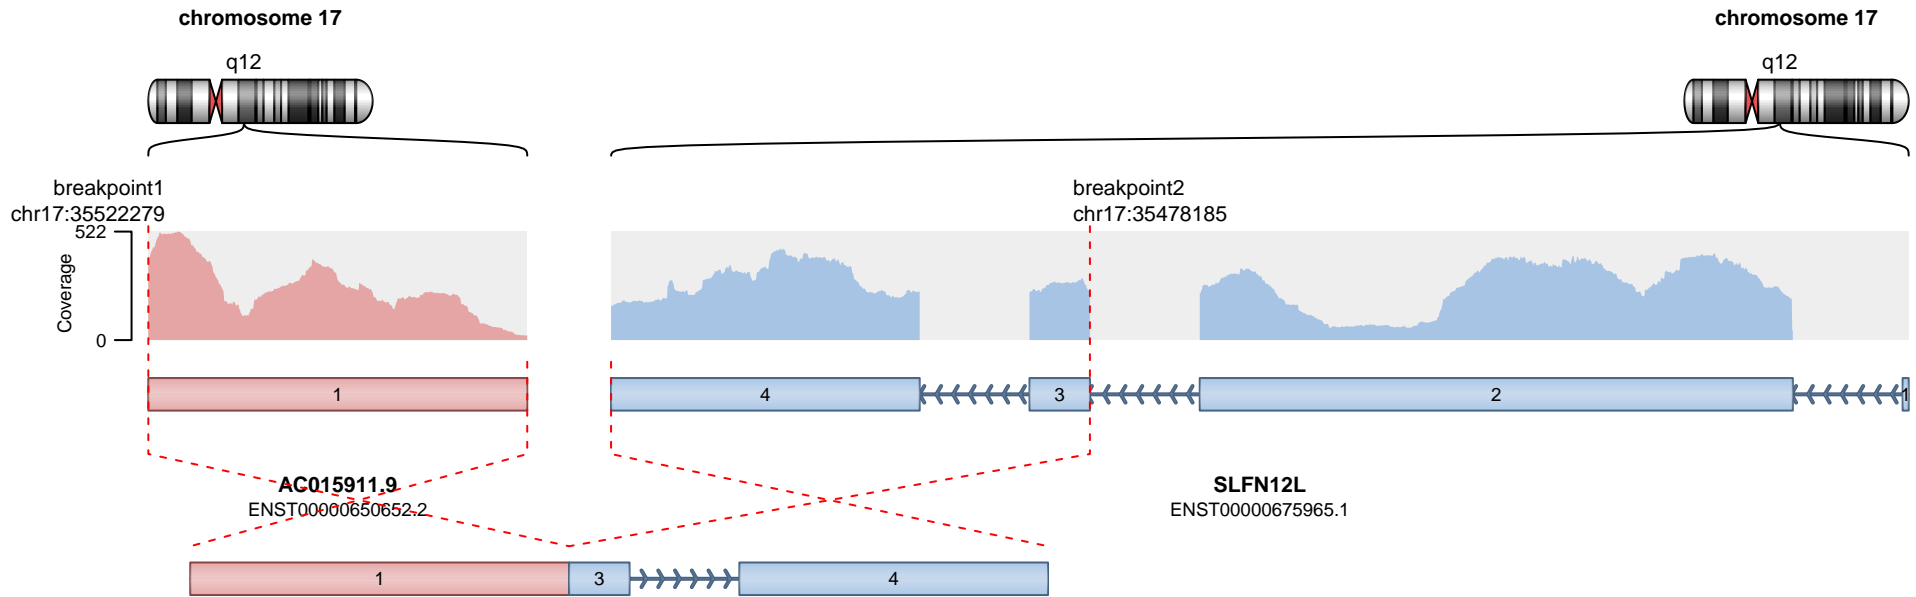 chromosome 17
chromosome 17
q12
q12
breakpoint1
chr17:35522279
breakpoint2
chr17:35478185
522
Coverage
0
1
4
3
2
1
AC015911.9
ENST00000650652.2
SLFN12L
ENST00000675965.1
1
3
4